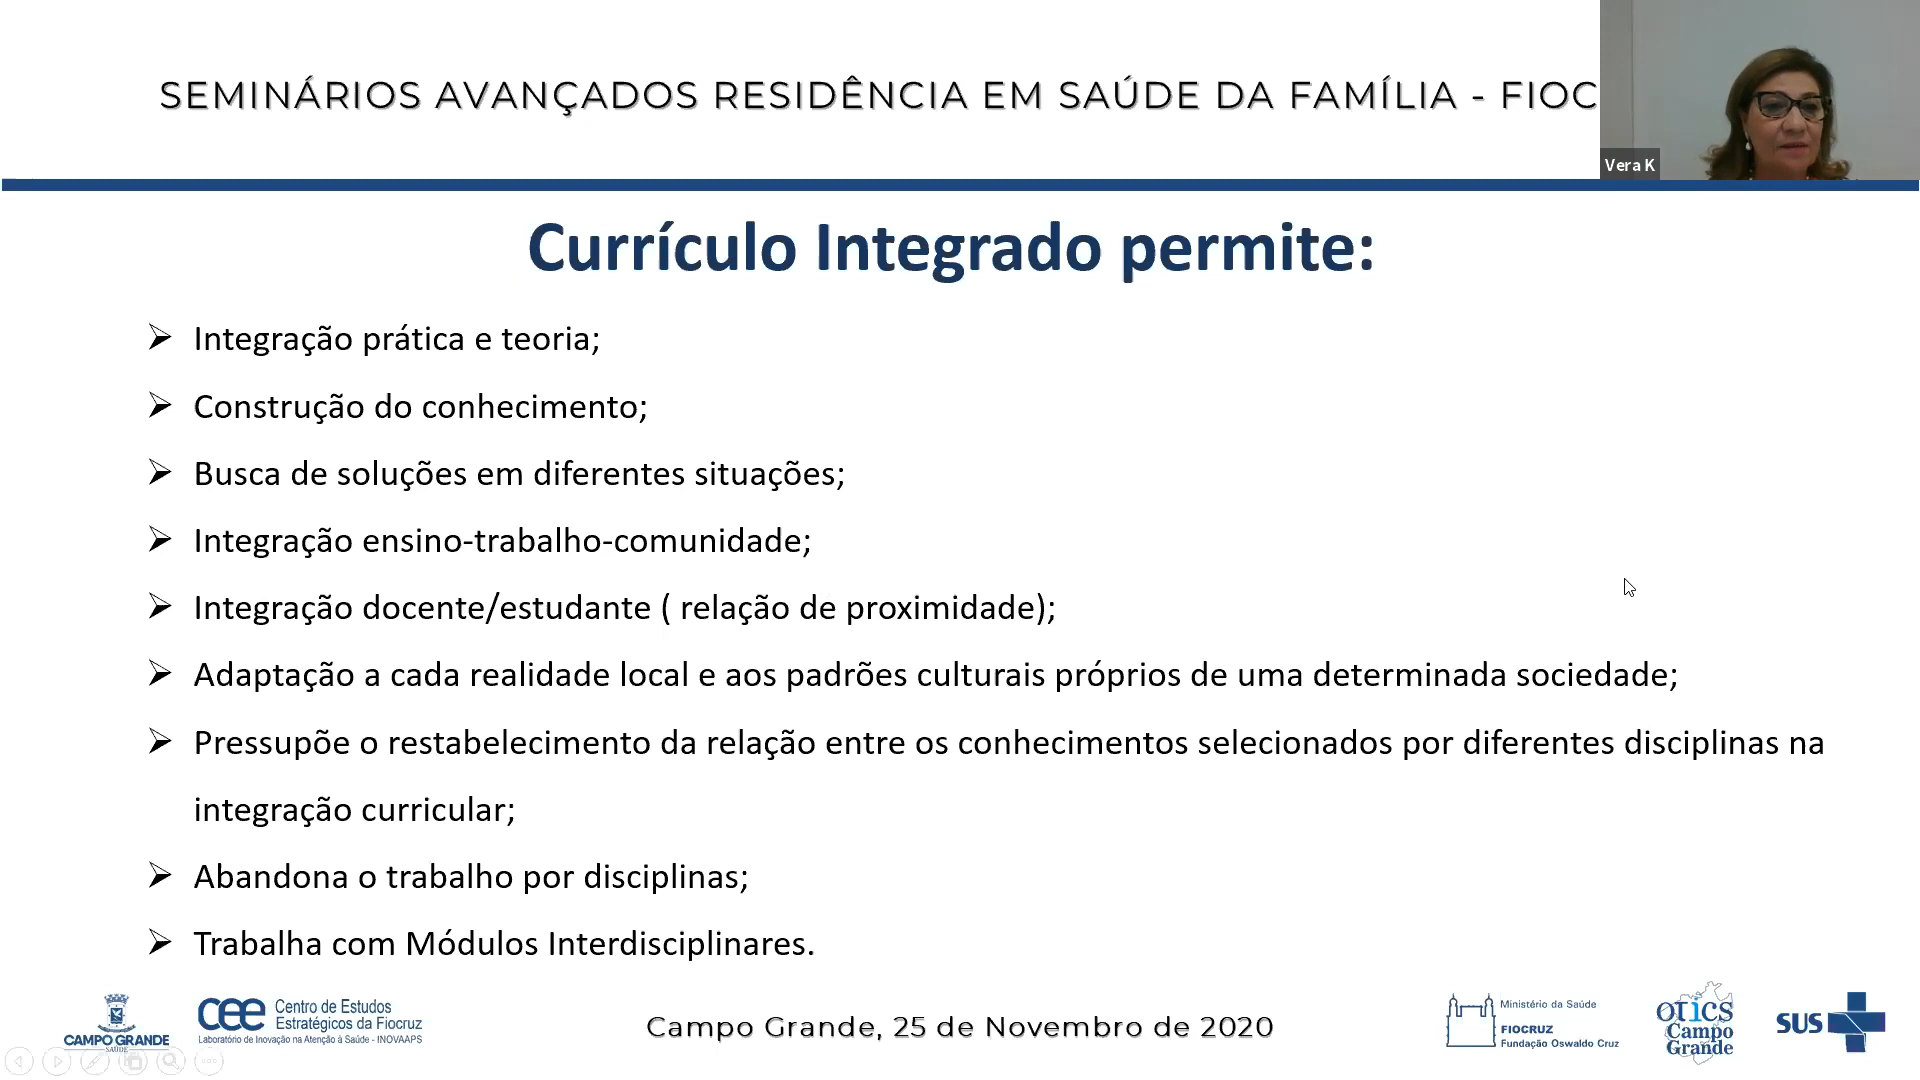 SEMINÁRIOS AVANÇADOS RESIDÊNCIA EM SAÚDE DA FAMÍLIA - FIOC
Vera K
Currículo Integrado permite:
Integração prática e teoria;
Construção do conhecimento;
Busca de soluções em diferentes situações;
Integração ensino-trabalho-comunidade;
Integração docente/estudante ( relação de proximidade);
Adaptação a cada realidade local e aos padrões culturais próprios de uma determinada sociedade;
Pressupõe o restabelecimento da relação entre os conhecimentos selecionados por diferentes disciplinas na
integração curricular;
Abandona o trabalho por disciplinas;
Trabalha com Módulos Interdisciplinares.
CAMPO GRANDE
SAÚDE
cee
Centro de Estudos
Estratégicos da Fiocruz
Laboratório de Inovação na Atenção à Saúde - INOVAAPS
Campo Grande, 25 de Novembro de 2020
Ministério da Saúde
FIOCRUZ
Fundação Oswaldo Cruz
OTICS
Campo
Grande
SUS